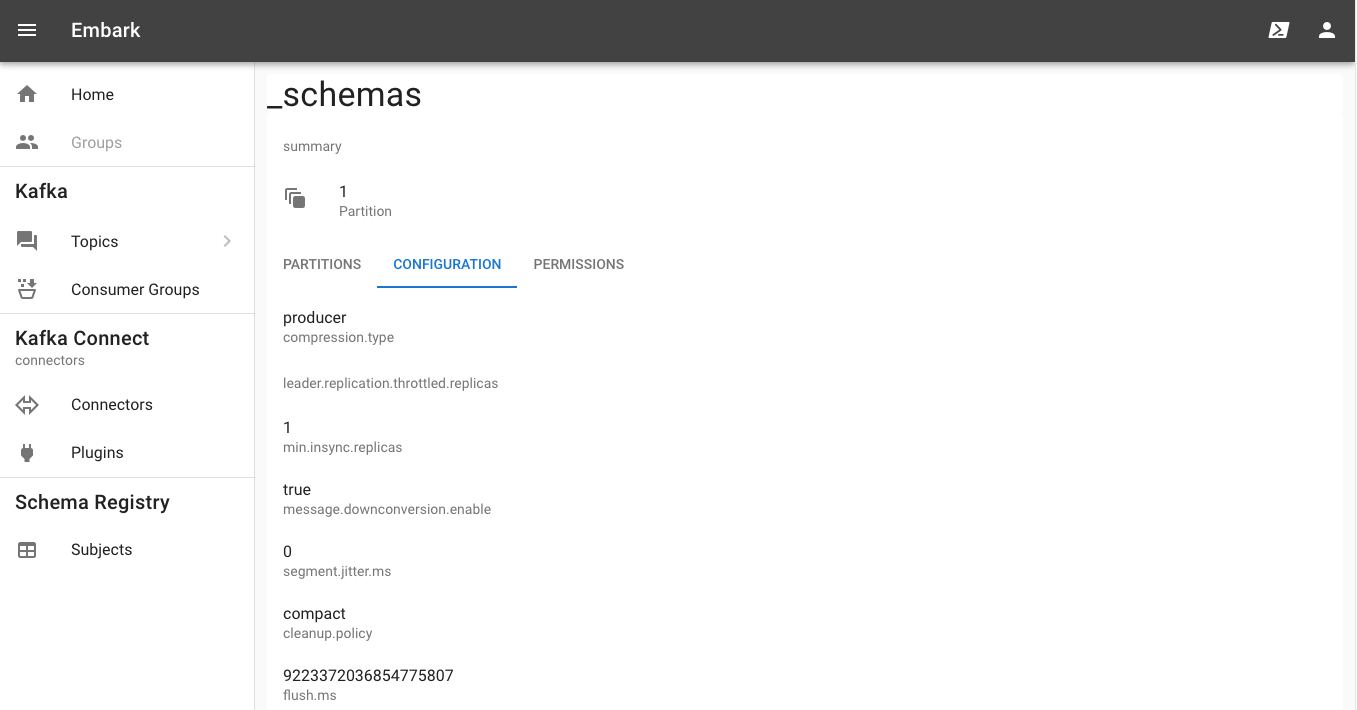 Embark
Home
Groups
Kafka
Topics
Consumer Groups
Kafka Connect
connectors
Connectors
Plugins
Schema Registry
Subjects
_schemas
summary
1
Partition
PARTITIONS CONFIGURATION PERMISSIONS
producer
compression.type
leader.replication.throttled.replicas
1
min.insync.replicas
true
message.downconversion.enable
0
segment.jitter.ms
compact
cleanup.policy
9223372036854775807
flush.ms